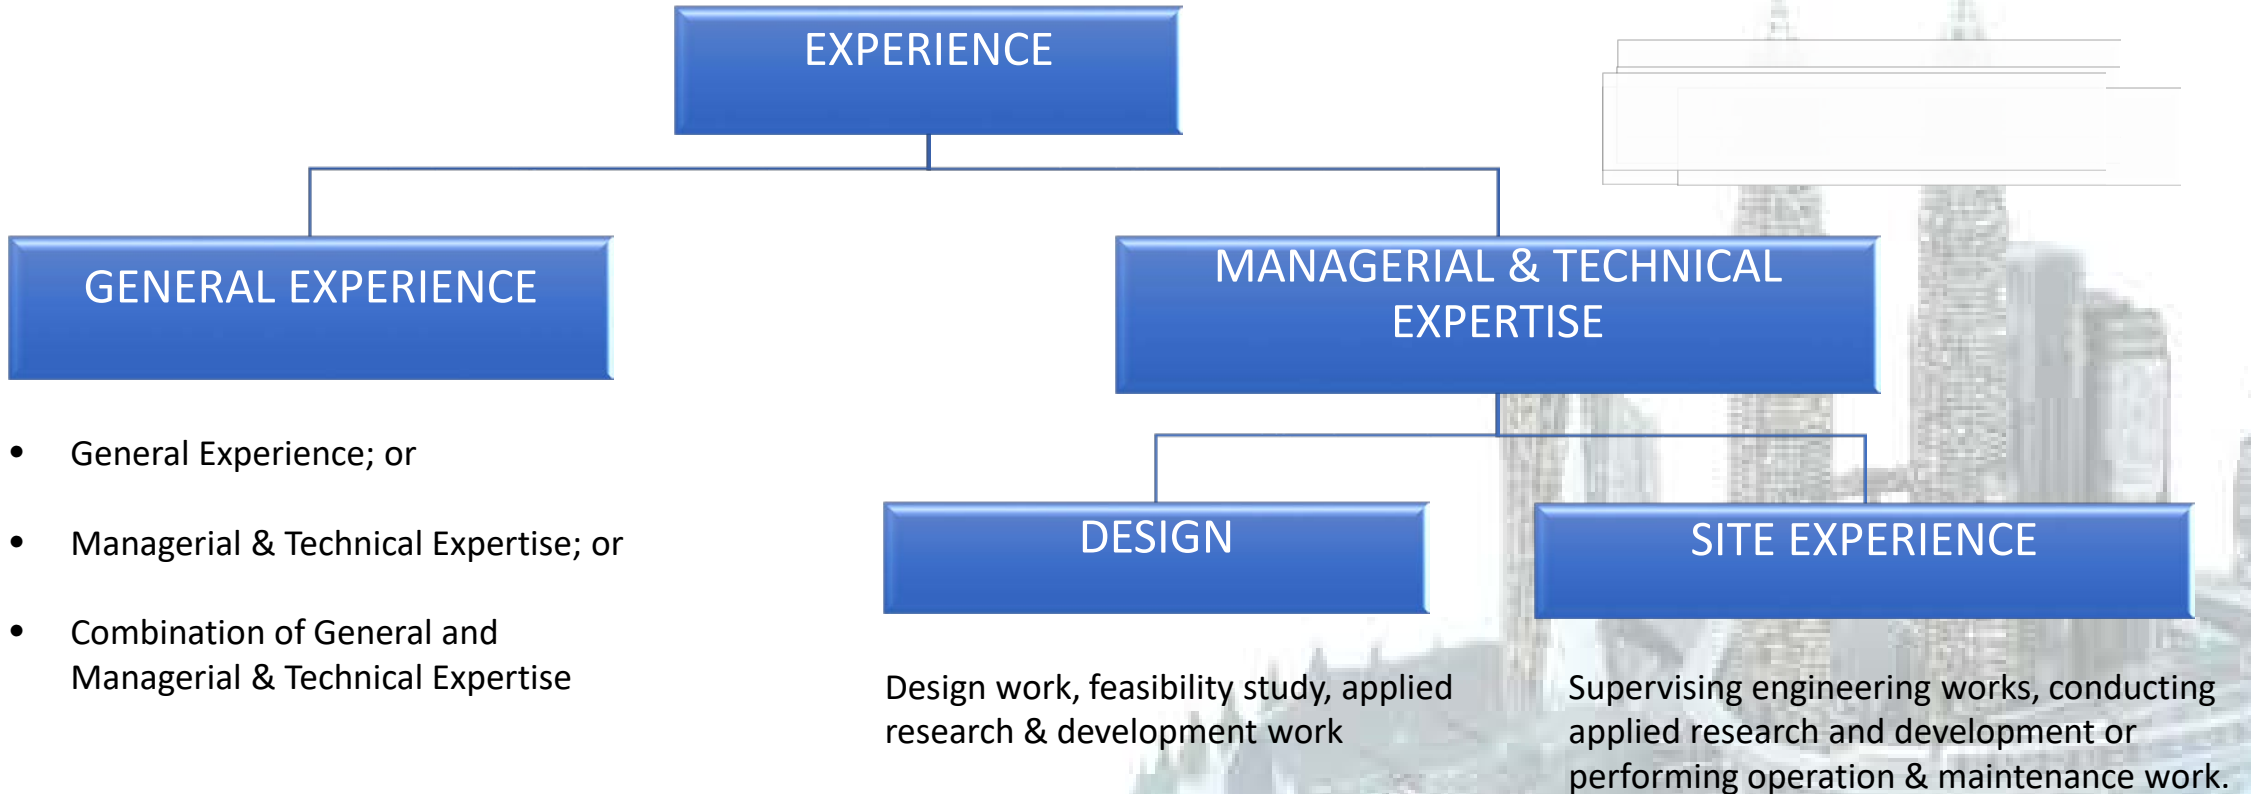 EXPERIENCE
GENERAL EXPERIENCE
MANAGERIAL & TECHNICAL
EXPERTISE
• General Experience; or
• Managerial & Technical Expertise; or
• Combination of General and
Managerial & Technical Expertise
DESIGN
SITE EXPERIENCE
Design work, feasibility study, applied
research & development work
Supervising engineering works, conducting
applied research and development or
performing operation & maintenance work.